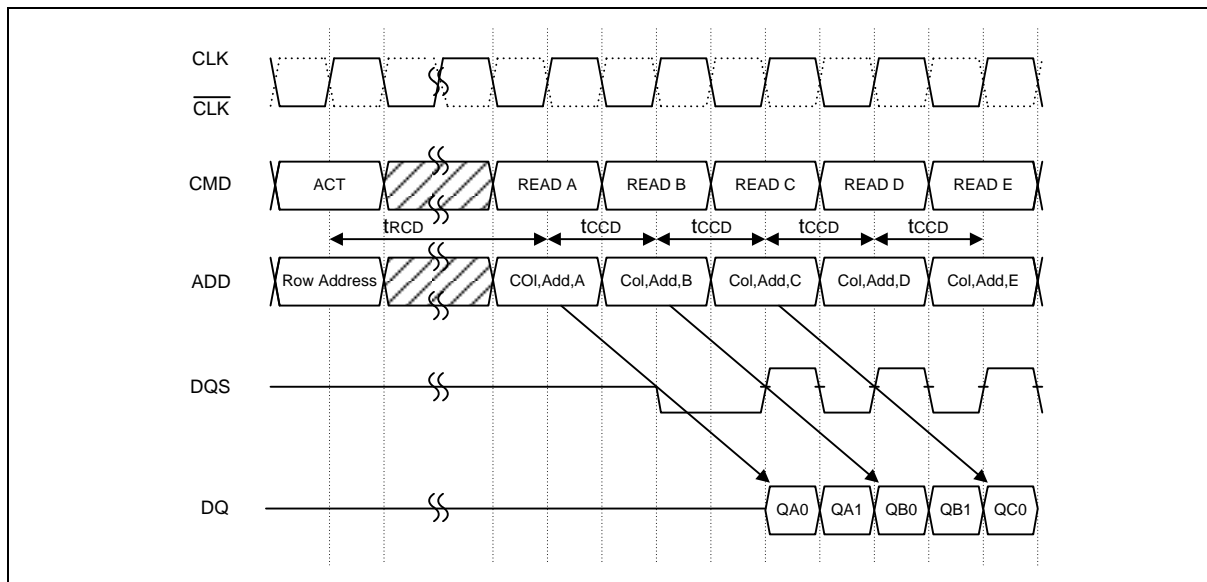 CLK
CLK
CMD ACT READ A READ B READ C READ D READ E
tRCD tCCD tCCD tCCD tCCD
ADD Row Address COl,Add,A Col,Add,B Col,Add,C Col,Add,D Col,Add,E
DQS
DQ QA0 QA1 QB0 QB1 QC0